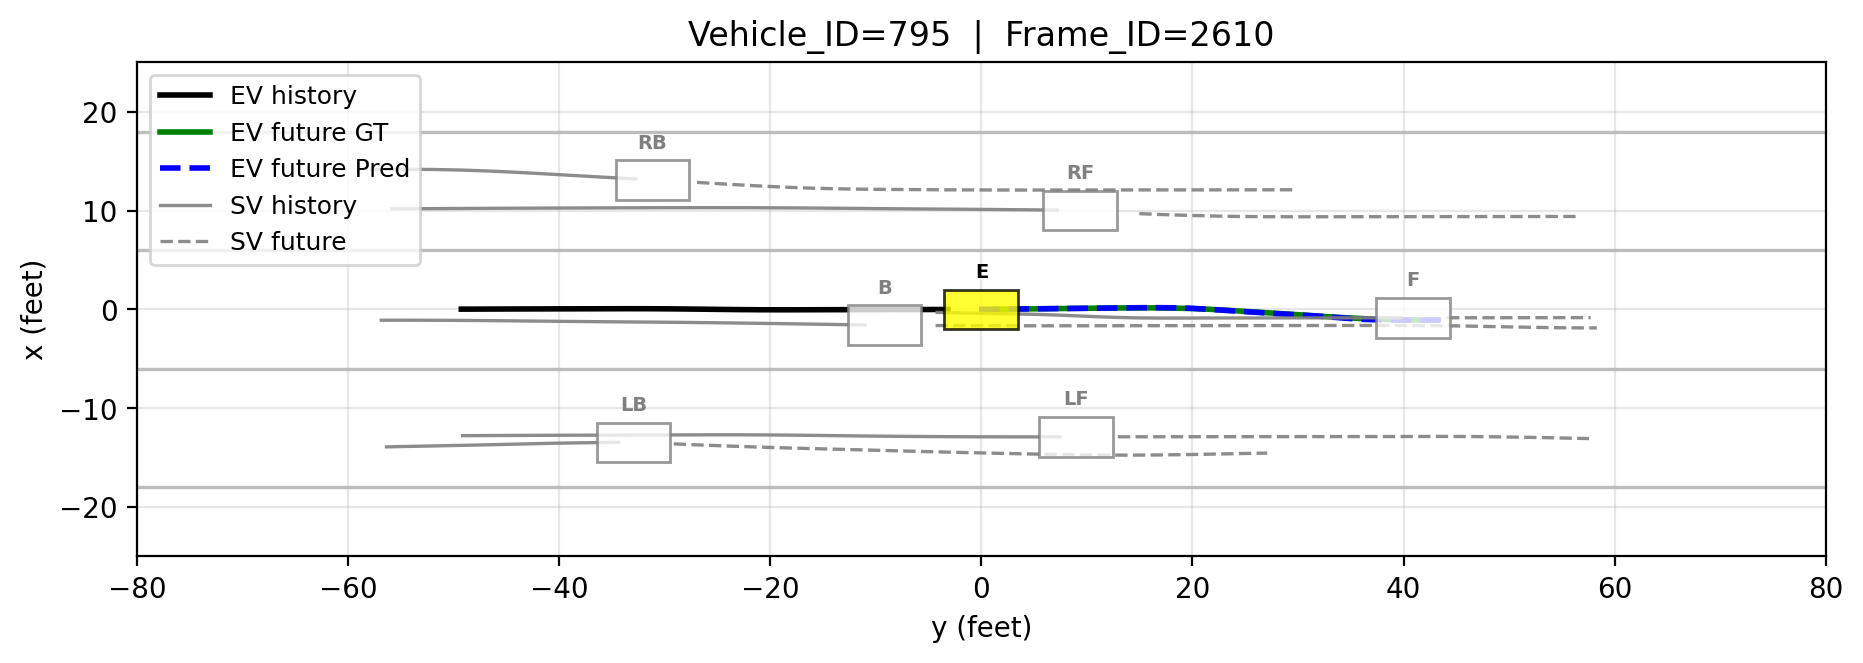 Vehicle_ID=795 | Frame_ID=2610
EV history
EV future GT
EV future Pred
SV history
SV future
RB
RF
E
B
F
LB
LF
20
10
0
−10
−20
x (feet)
−80
−60
−40
−20
0
20
40
60
80
y (feet)